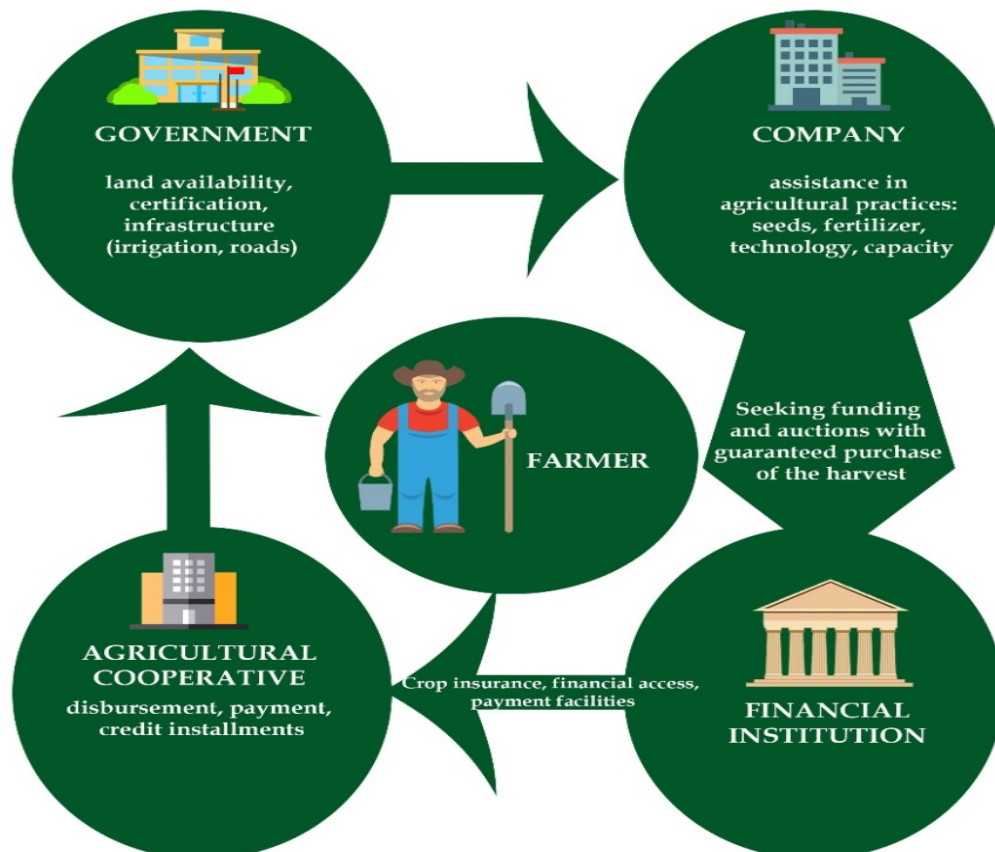 GOVERNMENT
land availability,
certification,
infrastructure
(irrigation, roads)
COMPANY
assistance in
agricultural practices:
seeds, fertilizer,
technology, capacity
Seeking funding
and auctions with
guaranteed purchase
of the harvest
FARMER
AGRICULTURAL
COOPERATIVE
disbursement, payment,
credit installments
Crop insurance, financial access,
payment facilities
FINANCIAL
INSTITUTION